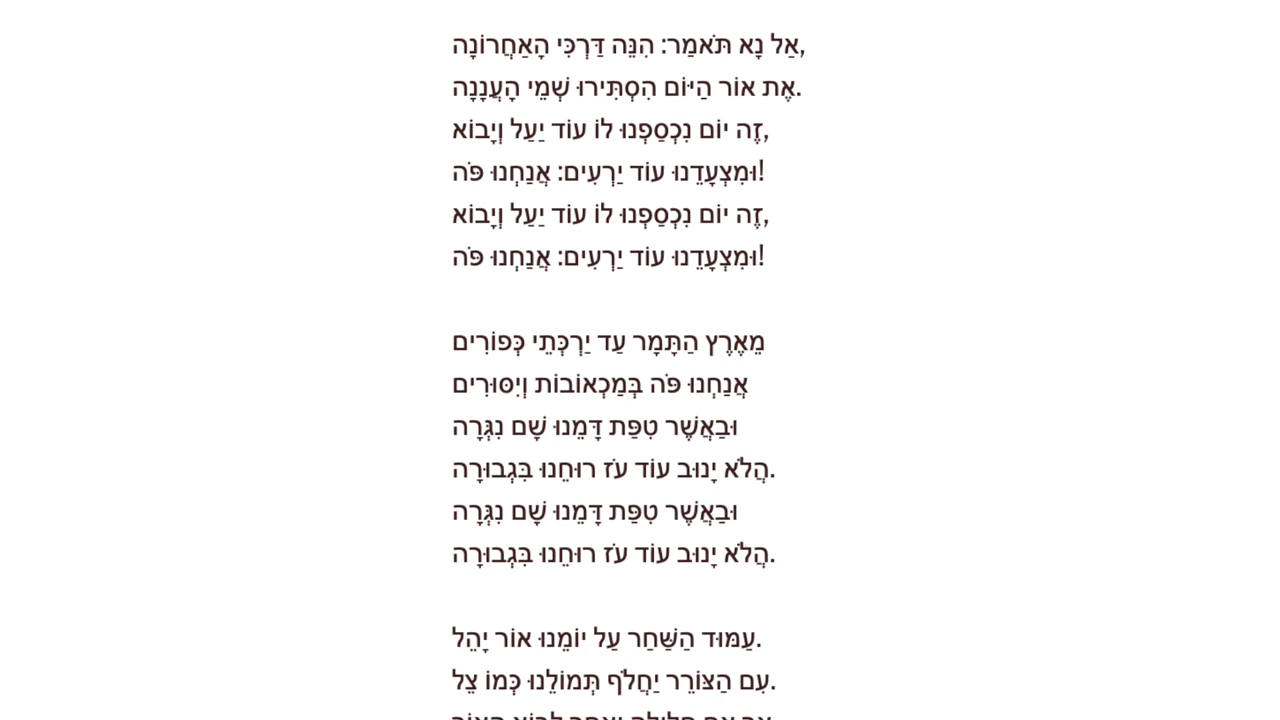 אַל נָא תֹּאמַר: הִנֵּה דַּרְכִּי הָאַחֲרוֹנָה,
אֶת אוֹר הַיּוֹם הִסְתִּירוּ שְׁמֵי הָעֲנָנָה.
זֶה יוֹם נִכְסַפְנוּ לוֹ עוֹד יַעַל וְיָבוֹא,
וּמִצְעָדֵנוּ עוֹד יַרְעִים: אֲנַחְנוּ פֹּה!
זֶה יוֹם נִכְסַפְנוּ לוֹ עוֹד יַעַל וְיָבוֹא,
וּמִצְעָדֵנוּ עוֹד יַרְעִים: אֲנַחְנוּ פֹּה!
מֵאֶרֶץ הַתָּמָר עַד יַרְכְּתֵי כְּפוֹרִים
אֲנַחְנוּ פֹּה בְּמַכְאוֹבוֹת וְיִסּוּרִים
וּבַאֲשֶׁר טִפַּת דָּמֵנוּ שָׁם נִגְּרָה
הֲלֹא יָנוּב עוֹד עֹז רוּחֵנוּ בִּגְבוּרָה.
וּבַאֲשֶׁר טִפַּת דָּמֵנוּ שָׁם נִגְּרָה
הֲלֹא יָנוּב עוֹד עֹז רוּחֵנוּ בִּגְבוּרָה.
עַמּוּד הַשַּׁחַר עַל יוֹמֵנוּ אוֹר יָהֵל.
עִם הַצּוֹרֵר יַחֲלֹף תְּמוֹלֵנוּ כְּמוֹ צֵל.